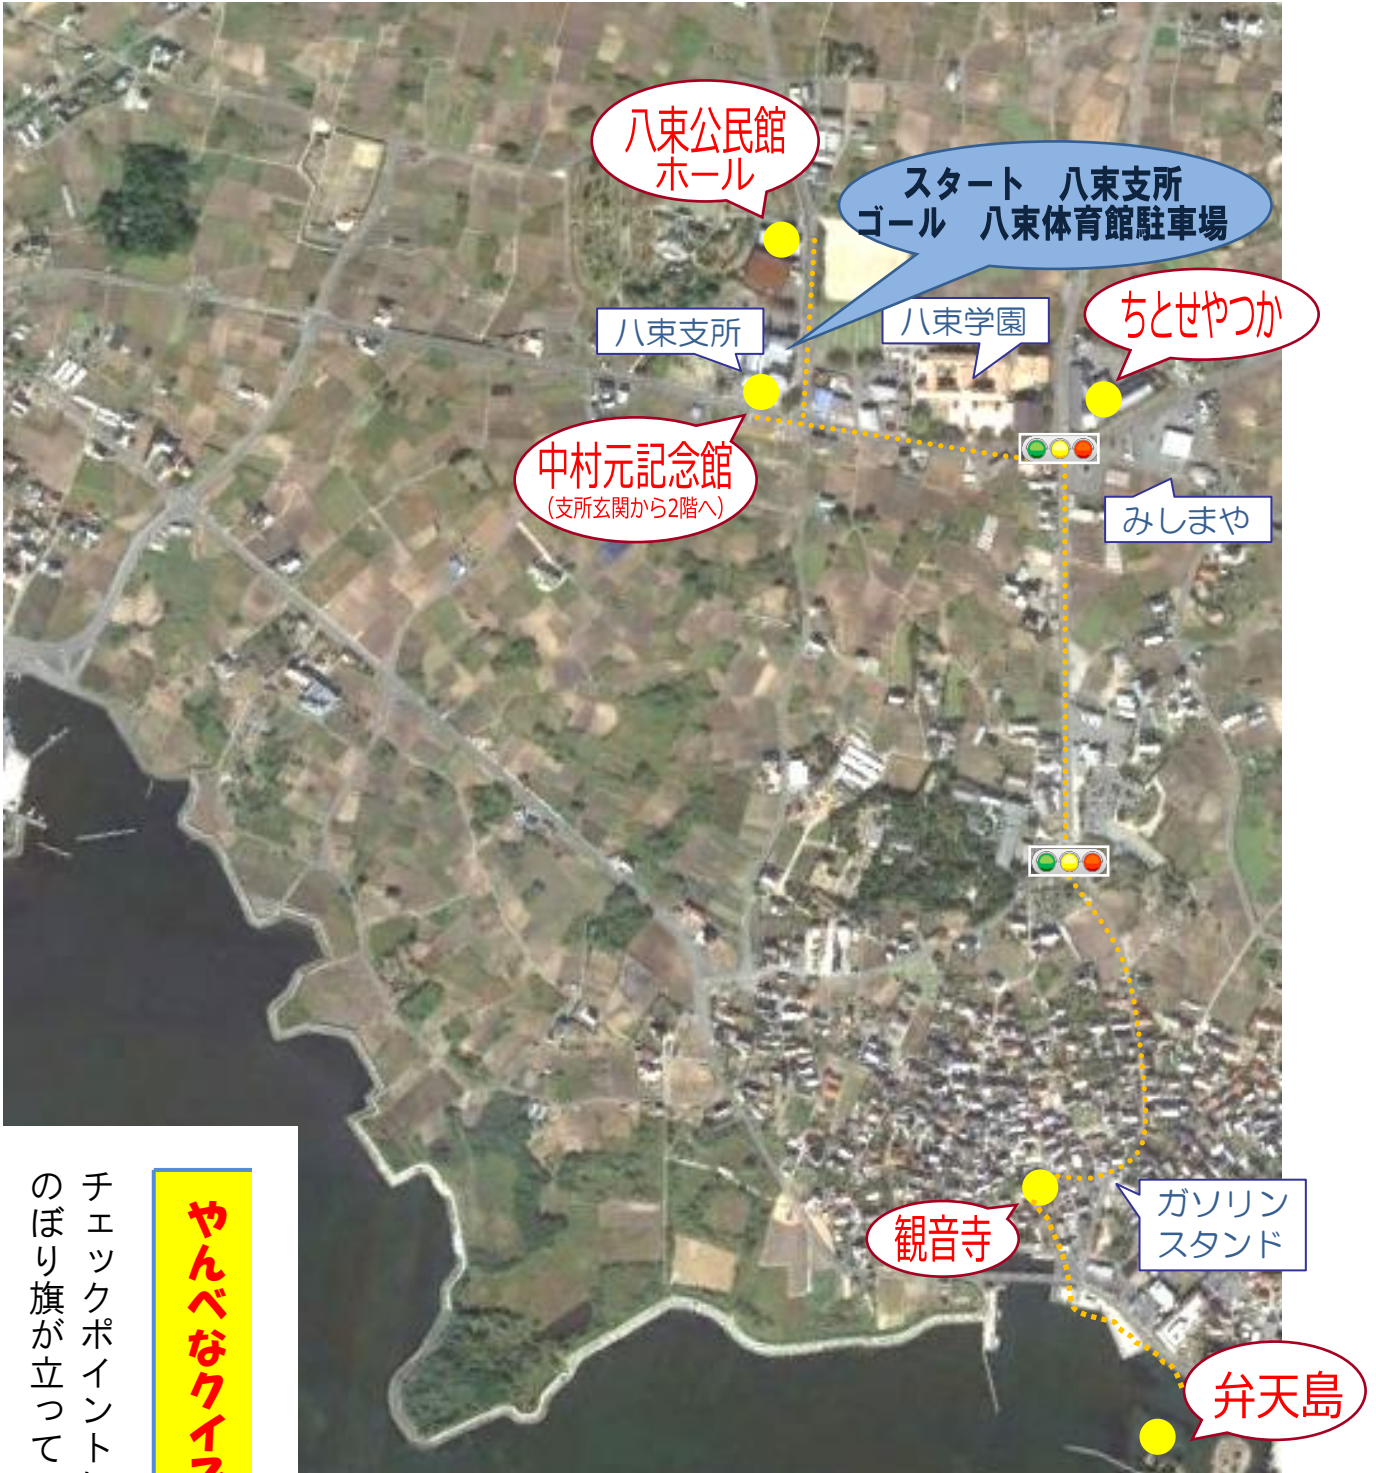 八束公民館
ホール
スタート　八束支所
ゴール　八束体育館駐車場
八束支所
八束学園
ちとせやつか
中村元記念館
（支所玄関から2階へ）
みしまや
ガソリン
スタンド
観音寺
弁天島
やんべなクイズ
チェックポイント
のぼり旗が立って